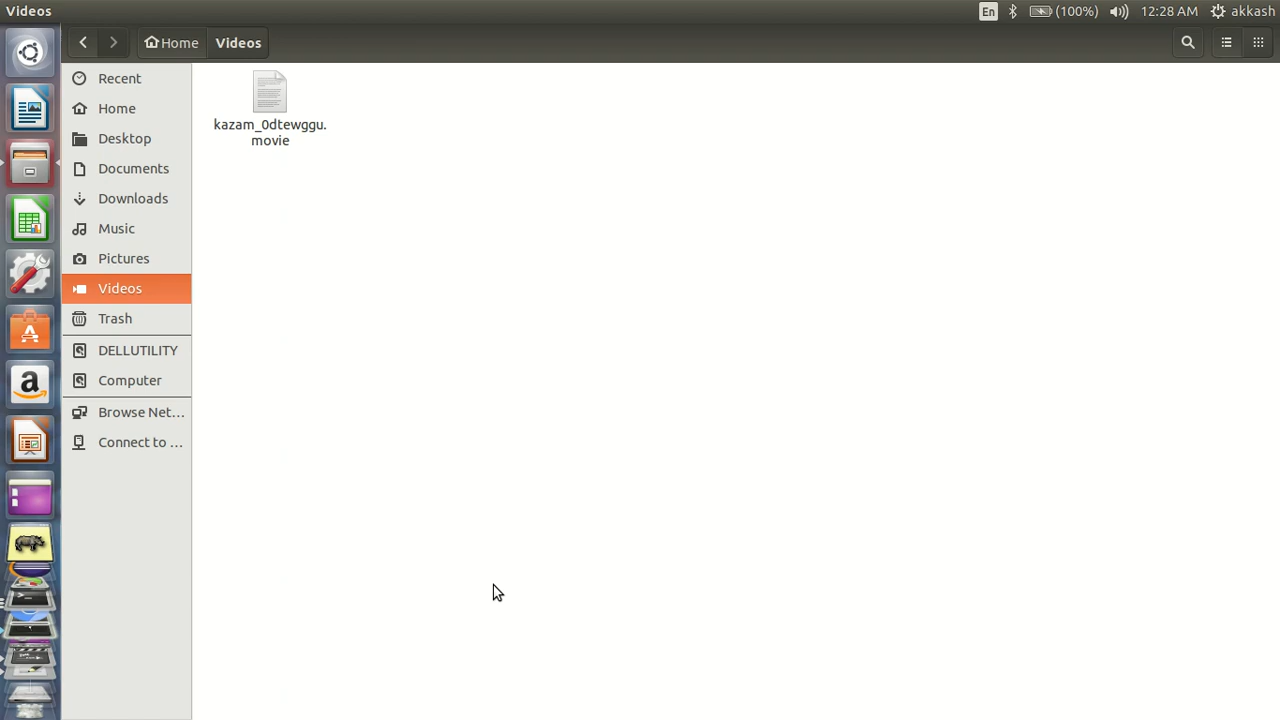 Videos
En
(100%)
12:28 AM
akkash
Home
Videos
Recent
Home
Desktop
Documents
Downloads
Music
Pictures
Videos
Trash
DELLUTILITY
Computer
Browse Net…
Connect to …
kazam_0dtewggu.
movie